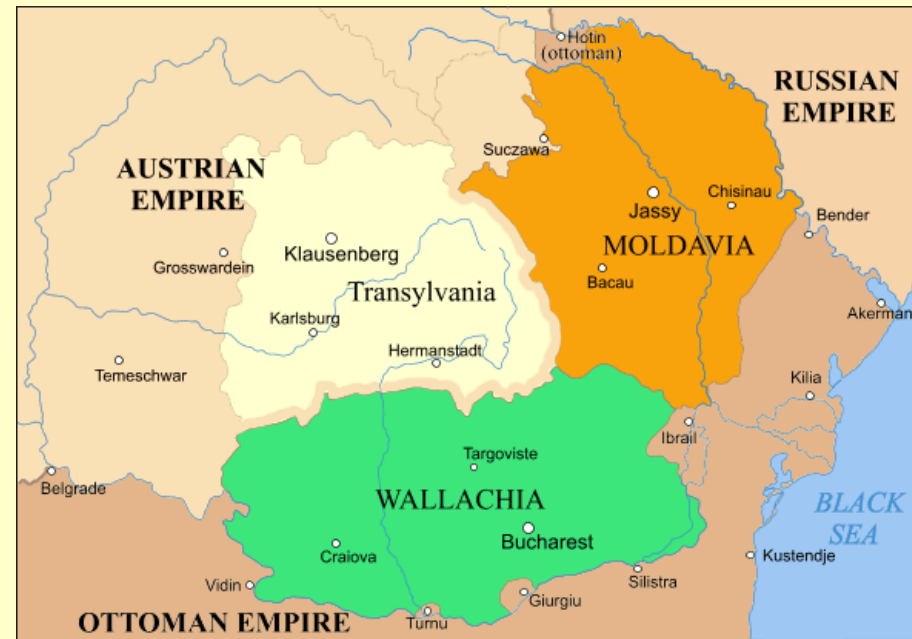 Hotin
(ottoman)
RUSSIAN
EMPIRE
Suczawa
AUSTRIAN
EMPIRE
Jassy
Chisinau
Bender
Klausenberg
MOLDAVIA
Grosswardein
Bacau
Transylvania
Akerman
Karlsburg
Hermanstadt
Temeschwar
Kilia
Ibrail
Targoviste
Belgrade
WALLACHIA
BLACK
SEA
Bucharest
Craiova
Kustendje
Vidin
Silistra
Giurgiu
OTTOMAN EMPIRE
Turnu